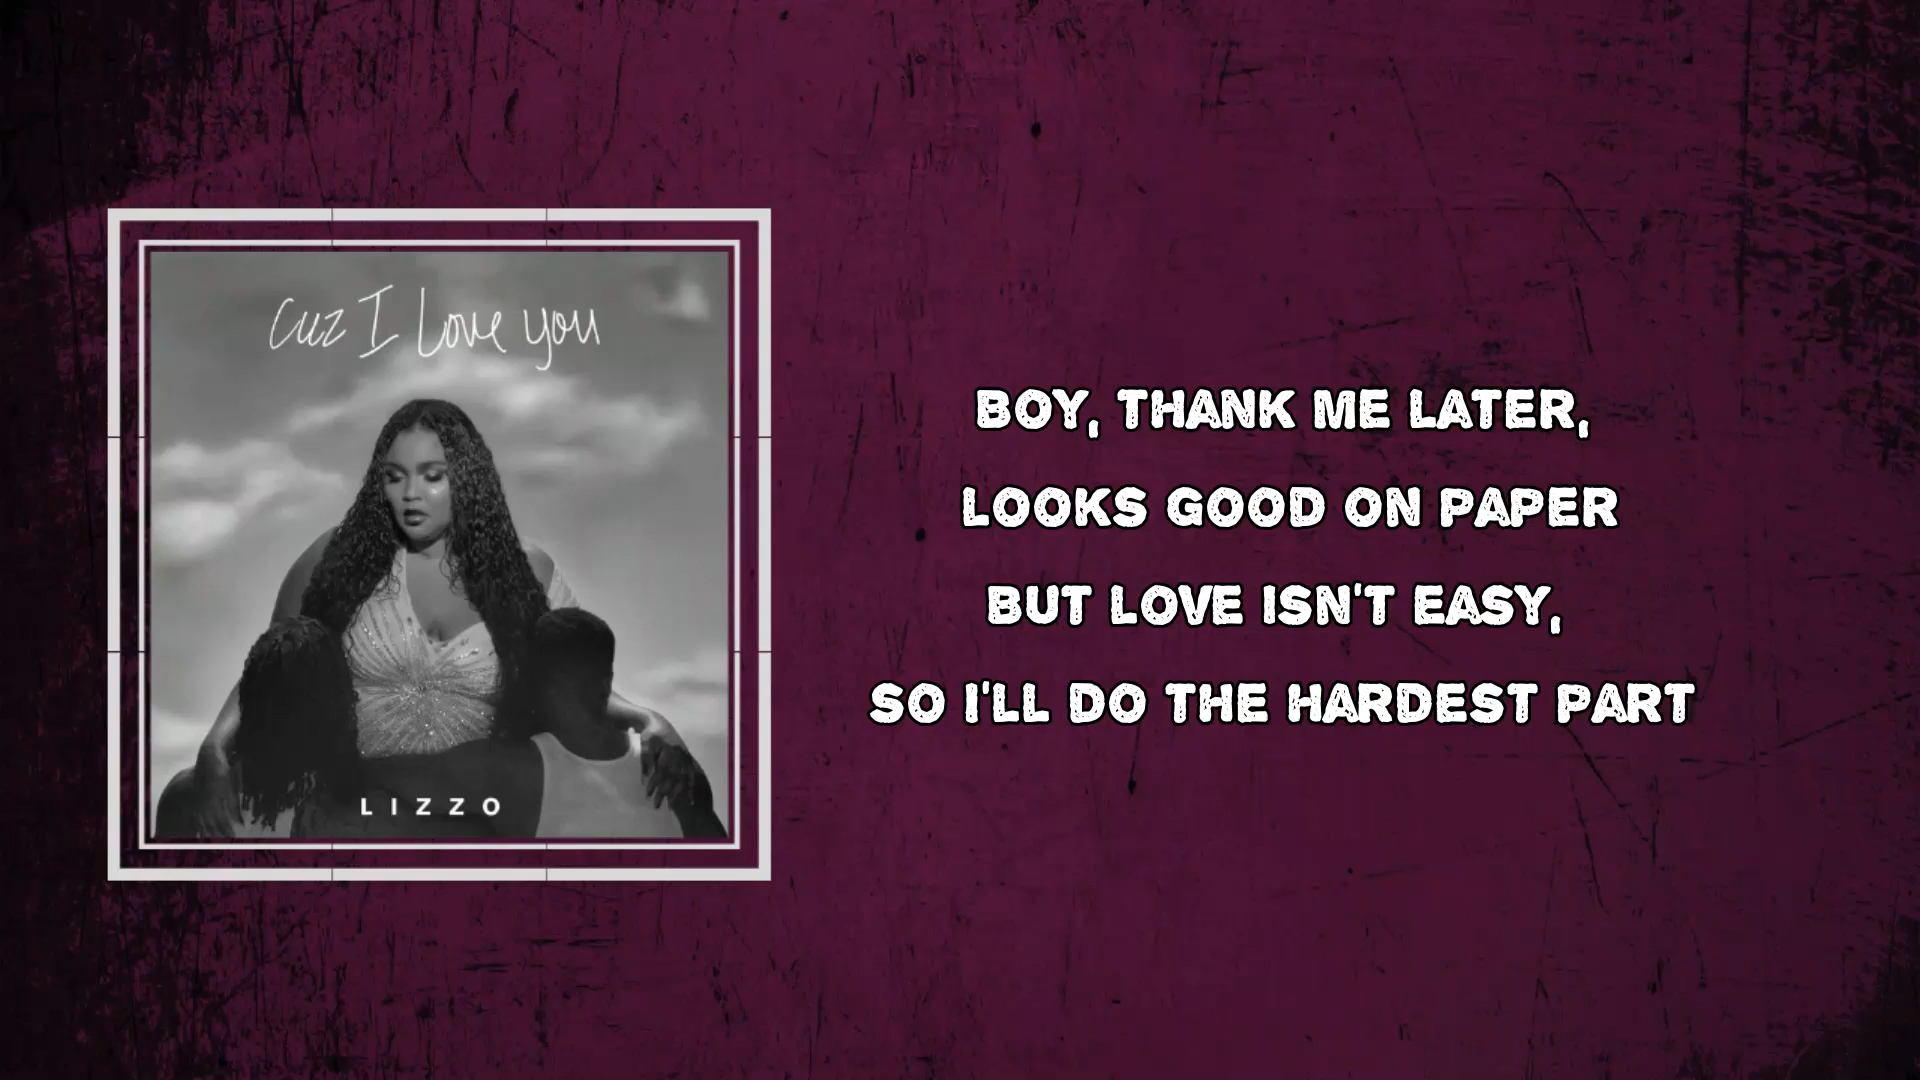 Cuz I Love you
LIZZO
BOY, THANK ME LATER,
LOOKS GOOD ON PAPER
BUT LOVE ISN'T EASY,
SO I'LL DO THE HARDEST PART